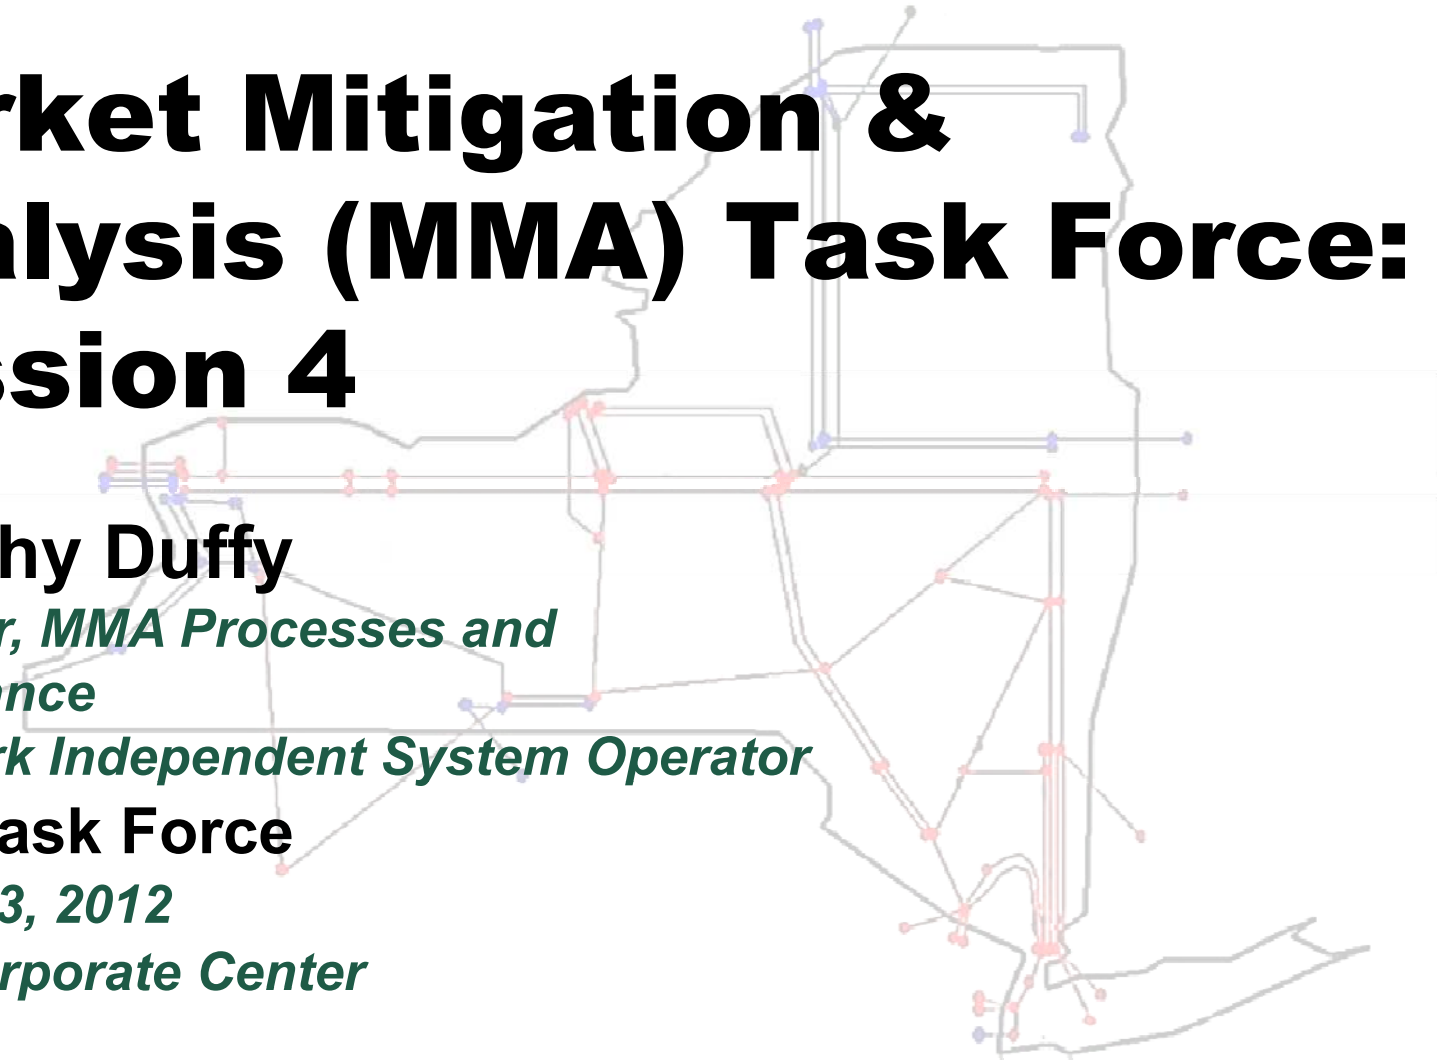 rket Mitigation &
alysis (MMA) Task Force:
ssion 4
hy Duffy
r, MMA Processes and
ance
rk Independent System Operator
ask Force
3, 2012
rporate Center